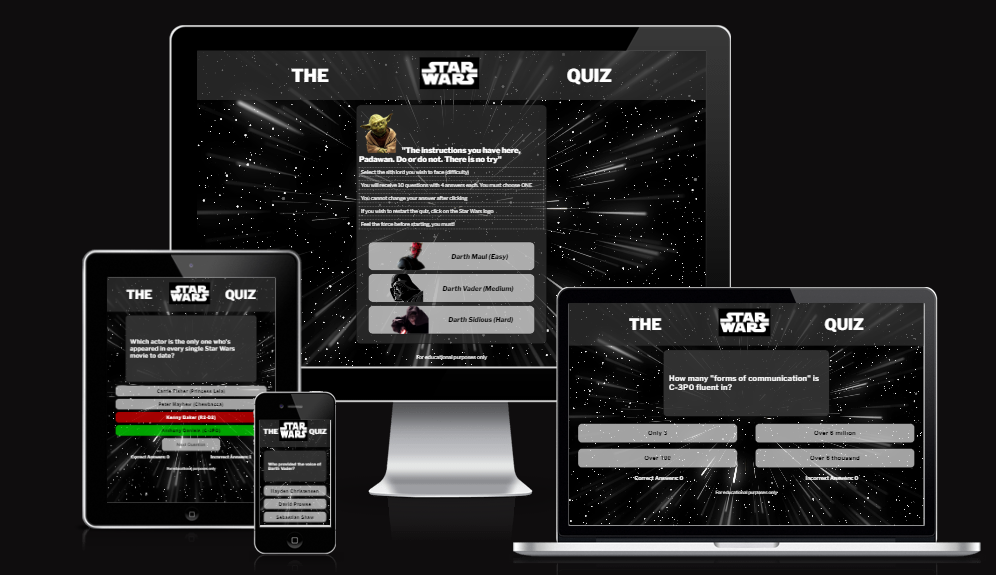 THE STAR WARS QUIZ
"The instructions you have here,
Padawan. Do or do not. There is no try"
Select the sith lord you wish to face (difficulty)
You will receive 10 questions with 4 answers each. You must choose ONE.
You cannot change your answer after clicking
If you wish to restart the quiz, click on the Star Wars logo
Feel the force before starting, you must!
Darth Maul (Easy)
Darth Vader (Medium)
Darth Sidious (Hard)
For educational purposes only
THE STAR WARS QUIZ
Which actor is the only one who's
appeared in every single Star Wars
movie to date?
Carrie Fisher (Princess Leia)
Peter Mayhew (Chewbacca)
Kenny Baker (R2-D2)
Anthony Daniels (C-3PO)
Next Question
Correct Answers: 0 Incorrect Answers: 1
For educational purposes only
THE STAR WARS QUIZ
Who provided the voice of
Darth Vader?
Hayden Christensen
David Prowse
Sebastian Shaw
THE STAR WARS QUIZ
How many "forms of communication" is
C-3PO fluent in?
Only 3 Over 6 million
Over 100 Over 6 thousand
Correct Answers: 0 Incorrect Answers: 0
For educational purposes only